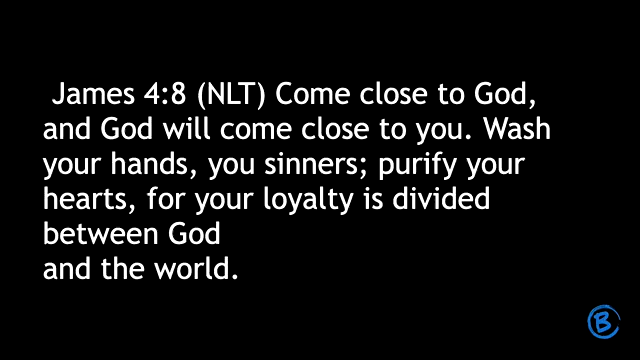 James 4:8 (NLT) Come close to God,
and God will come close to you. Wash
your hands, you sinners; purify your
hearts, for your loyalty is divided
between God
and the world.
B